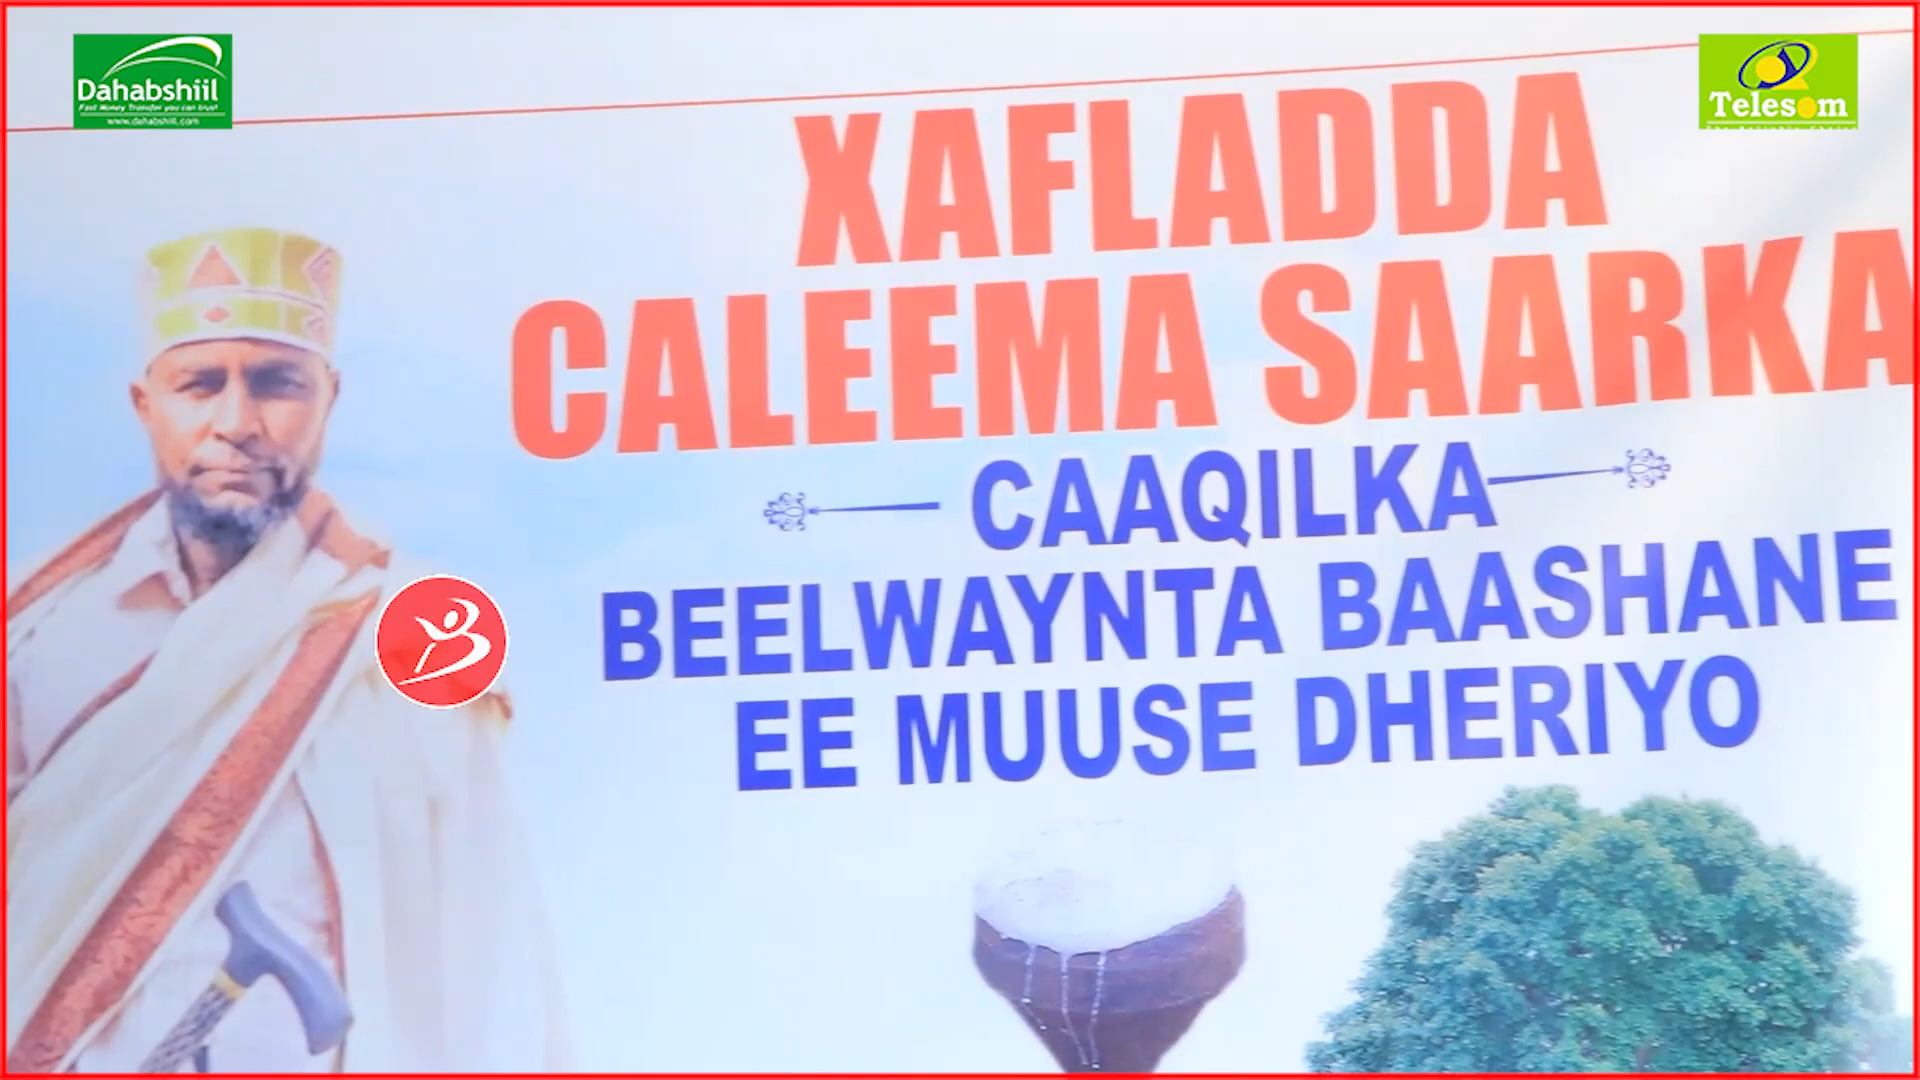 Dahabshiil
Fast Money Transfer you can trust
www.dahabshiil.com
Telesom
XAFLADDA
CALEEMA SAARKA
CAAQILKA
BEELWAYNTA BAASHANE
EE MUUSE DHERIYO